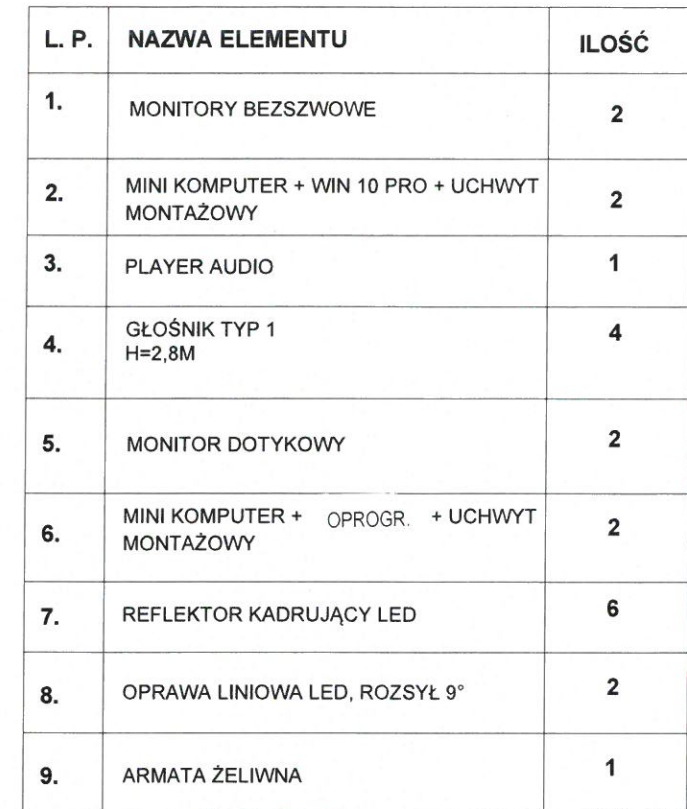 L. P. NAZWA ELEMENTU ILOŚĆ
1. MONITORY BEZSZWOWE 2
2. MINI KOMPUTER + WIN 10 PRO + UCHWYT MONTAŻOWY 2
3. PLAYER AUDIO 1
4. GŁOŚNIK TYP 1
H=2,8M 4
5. MONITOR DOTYKOWY 2
6. MINI KOMPUTER + OPROGR. + UCHWYT MONTAŻOWY 2
7. REFLEKTOR KADRUJĄCY LED 6
8. OPRAWA LINIOWA LED, ROZSYŁ 9° 2
9. ARMATA ŻELIWNA 1